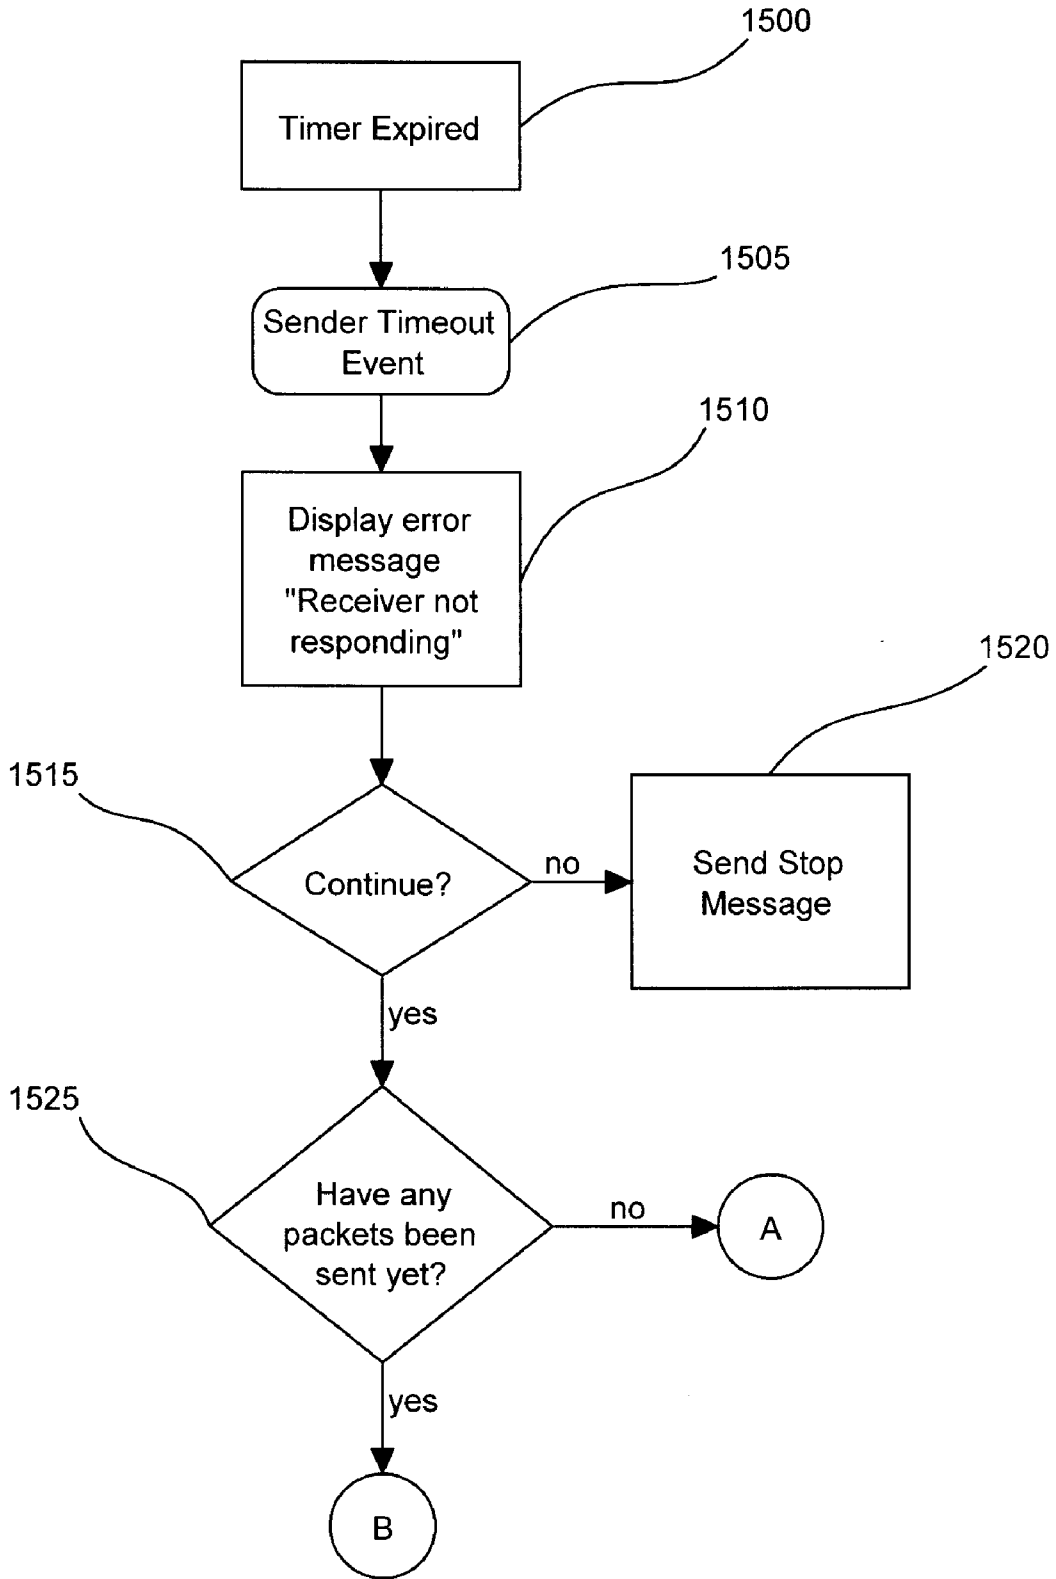 1500
Timer Expired
1505
Sender Timeout
Event
1510
Display error
message
"Receiver not
responding"
1520
1515
Continue?
no
Send Stop
Message
yes
1525
Have any
packets been
sent yet?
no
A
yes
B